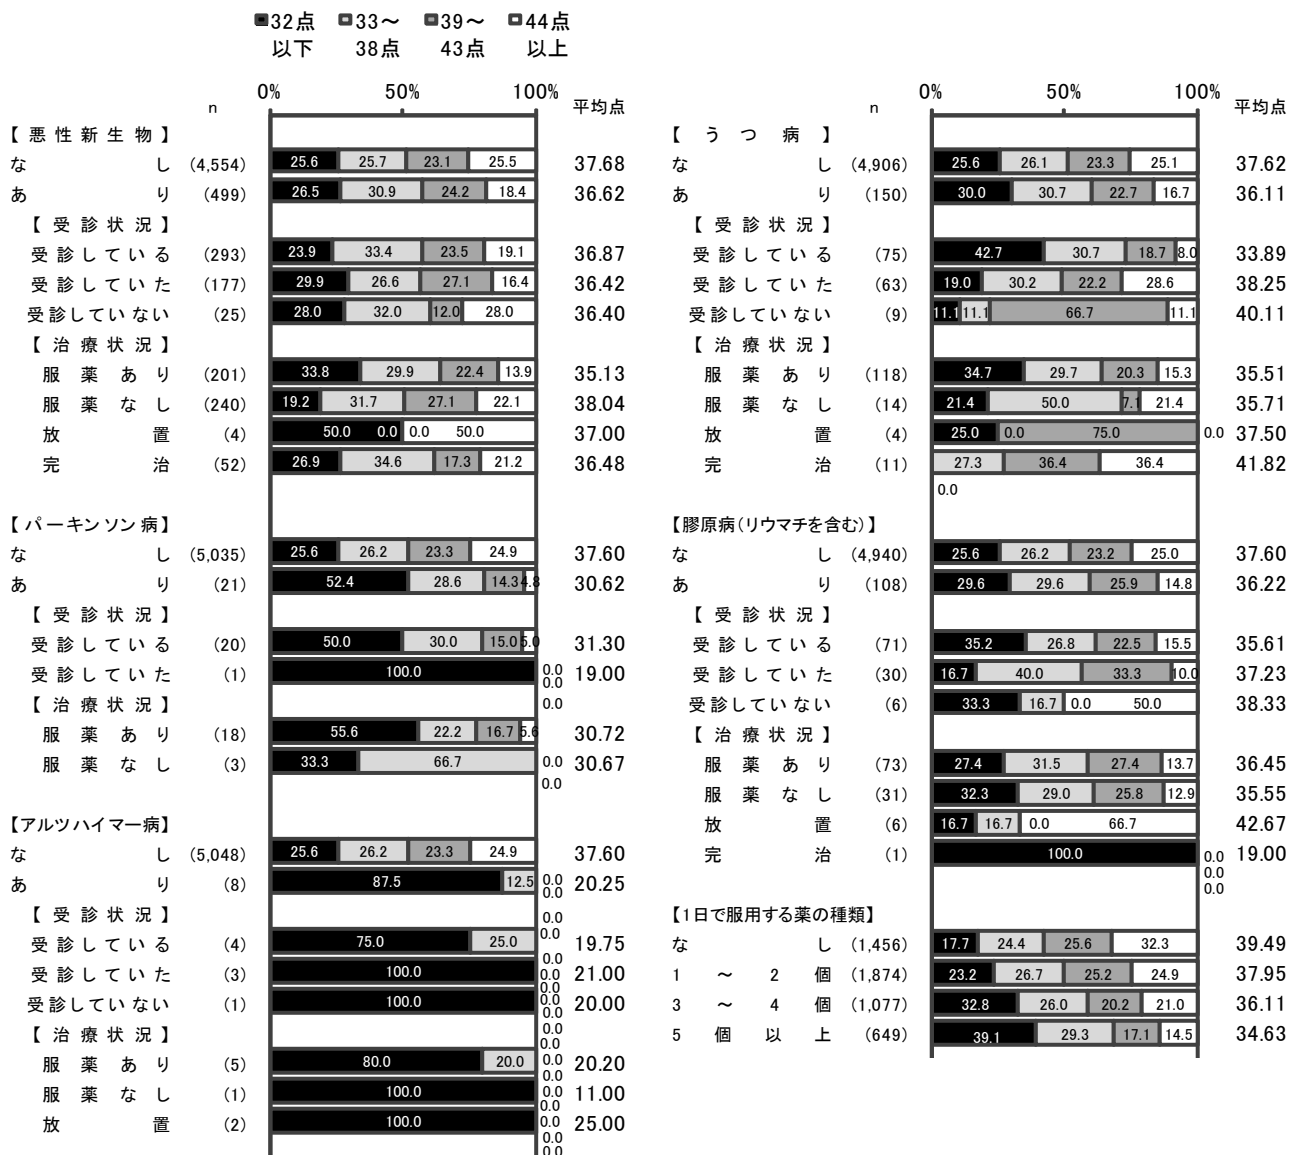 32点以下 33～38点 39～43点 44点以上
n 0% 50% 100% 平均点
【悪性新生物】
なし (4,554) 25.6 25.7 23.1 25.5 37.68
あり (499) 26.5 30.9 24.2 18.4 36.62
【受診状況】
受診している (293) 23.9 33.4 23.5 19.1 36.87
受診していた (177) 29.9 26.6 27.1 16.4 36.42
受診していない (25) 28.0 32.0 12.0 28.0 36.40
【治療状況】
服薬あり (201) 33.8 29.9 22.4 13.9 35.13
服薬なし (240) 19.2 31.7 27.1 22.1 38.04
放置 (4) 50.0 0.0 0.0 50.0 37.00
完治 (52) 26.9 34.6 17.3 21.2 36.48
【パーキンソン病】
なし (5,035) 25.6 26.2 23.3 24.9 37.60
あり (21) 52.4 28.6 14.3 4.8 30.62
【受診状況】
受診している (20) 50.0 30.0 15.0 5.0 31.30
受診していた (1) 100.0 0.0 0.0 0.0 19.00
【治療状況】
服薬あり (18) 55.6 22.2 16.7 5.6 30.72
服薬なし (3) 33.3 66.7 0.0 0.0 30.67
【アルツハイマー病】
なし (5,048) 25.6 26.2 23.3 24.9 37.60
あり (8) 87.5 12.5 0.0 0.0 20.25
【受診状況】
受診している (4) 75.0 25.0 0.0 0.0 19.75
受診していた (3) 100.0 0.0 0.0 0.0 21.00
受診していない (1) 100.0 0.0 0.0 0.0 20.00
【治療状況】
服薬あり (5) 80.0 20.0 0.0 0.0 20.20
服薬なし (1) 100.0 0.0 0.0 0.0 11.00
放置 (2) 100.0 0.0 0.0 0.0 25.00
n 0% 50% 100% 平均点
【うつ病】
なし (4,906) 25.6 26.1 23.3 25.1 37.62
あり (150) 30.0 30.7 22.7 16.7 36.11
【受診状況】
受診している (75) 42.7 30.7 18.7 8.0 33.89
受診していた (63) 19.0 30.2 22.2 28.6 38.25
受診していない (9) 11.1 11.1 66.7 11.1 40.11
【治療状況】
服薬あり (118) 34.7 29.7 20.3 15.3 35.51
服薬なし (14) 21.4 50.0 7.1 21.4 35.71
放置 (4) 25.0 0.0 75.0 0.0 37.50
完治 (11) 27.3 36.4 36.4 41.82
0.0
【膠原病（リウマチを含む）】
なし (4,940) 25.6 26.2 23.2 25.0 37.60
あり (108) 29.6 29.6 25.9 14.8 36.22
【受診状況】
受診している (71) 35.2 26.8 22.5 15.5 35.61
受診していた (30) 16.7 40.0 33.3 10.0 37.23
受診していない (6) 33.3 16.7 0.0 50.0 38.33
【治療状況】
服薬あり (73) 27.4 31.5 27.4 13.7 36.45
服薬なし (31) 32.3 29.0 25.8 12.9 35.55
放置 (6) 16.7 16.7 0.0 66.7 42.67
完治 (1) 100.0 0.0 0.0 0.0 19.00
【1日で服用する薬の種類】
なし (1,456) 17.7 24.4 25.6 32.3 39.49
1～2個 (1,874) 23.2 26.7 25.2 24.9 37.95
3～4個 (1,077) 32.8 26.0 20.2 21.0 36.11
5個以上 (649) 39.1 29.3 17.1 14.5 34.63